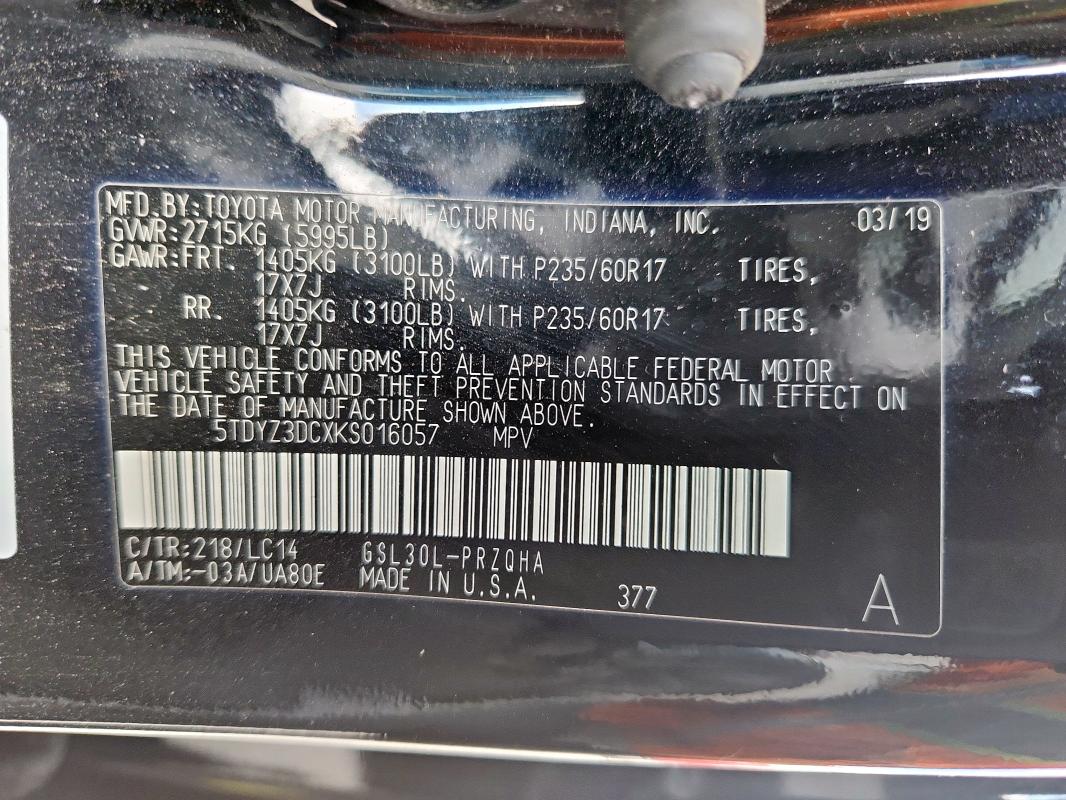 MFD.BY:TOYOTA MOTOR MANUFACTURING, INDIANA, INC. 03/19
GVWR:2715KG (5995LB)
GAWR:FRT. 1405KG (3100LB) WITH P235/60R17 TIRES,
17X7J RIMS.
RR. 1405KG (3100LB) WITH P235/60R17 TIRES,
17X7J RIMS.
THIS VEHICLE CONFORMS TO ALL APPLICABLE FEDERAL MOTOR
VEHICLE SAFETY AND THEFT PREVENTION STANDARDS IN EFFECT ON
THE DATE OF MANUFACTURE SHOWN ABOVE.
5TDYZ3DCXKS016057 MPV
C/TR:218/LC14 GSL30L-PRZQHA
A/TM:-03A/UA80E MADE IN U.S.A. 377
A